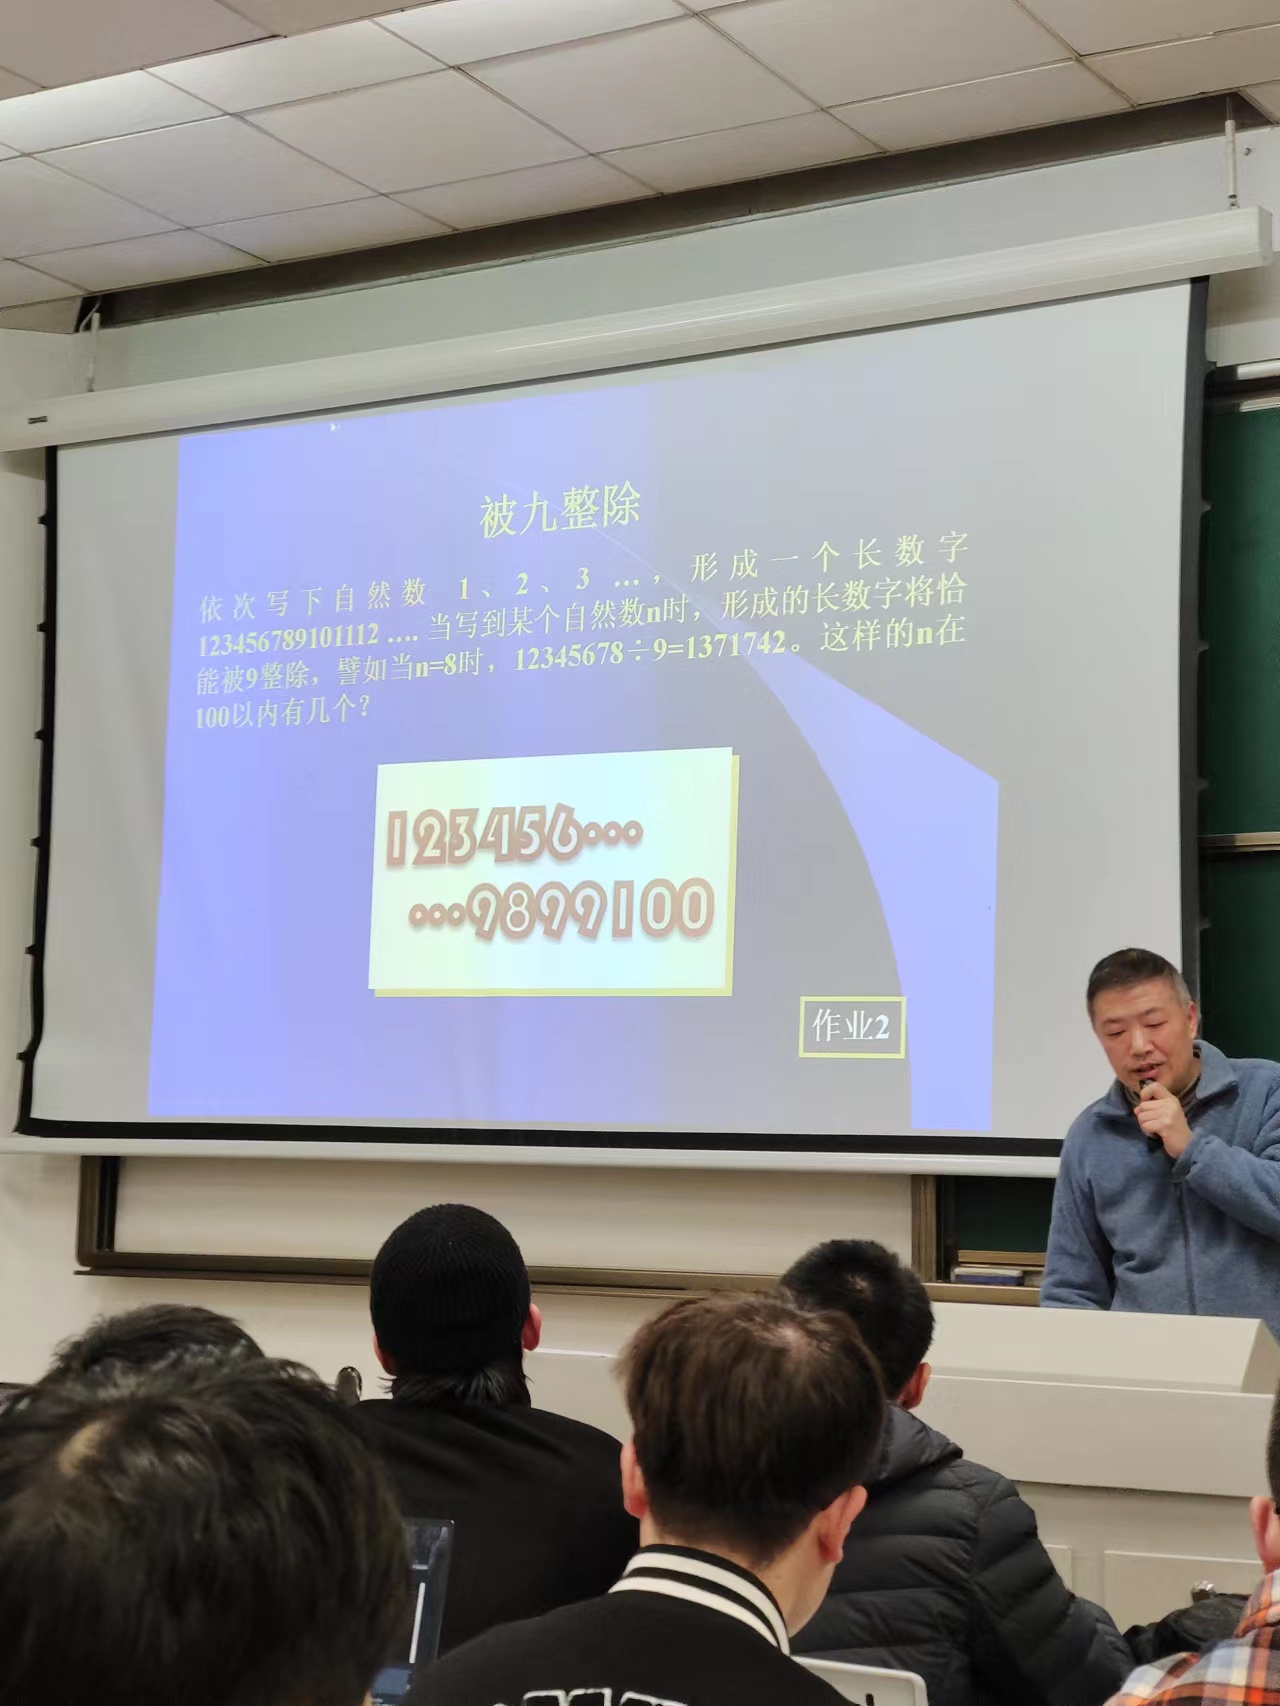 被九整除
依次写下自然数 1、2、3 …，形成一个长数字
123456789101112 …. 当写到某个自然数n时，形成的长数字将恰
能被9整除，譬如当n=8时，12345678÷9=1371742。这样的n在
100以内有几个？
123456…
…9899100
作业2